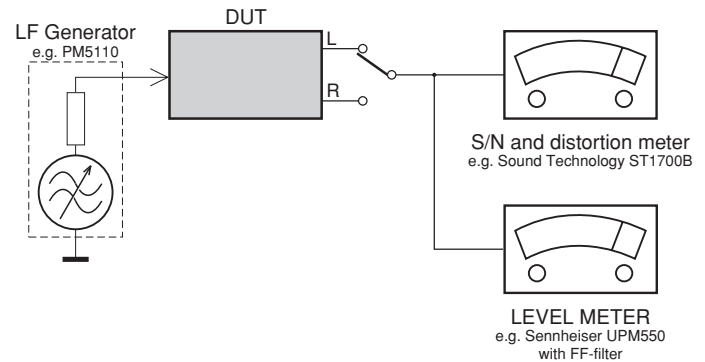 LF Generator
e.g. PM5110
DUT
L
R
S/N and distortion meter
e.g. Sound Technology ST1700B
LEVEL METER
e.g. Sennheiser UPM550
with FF-filter